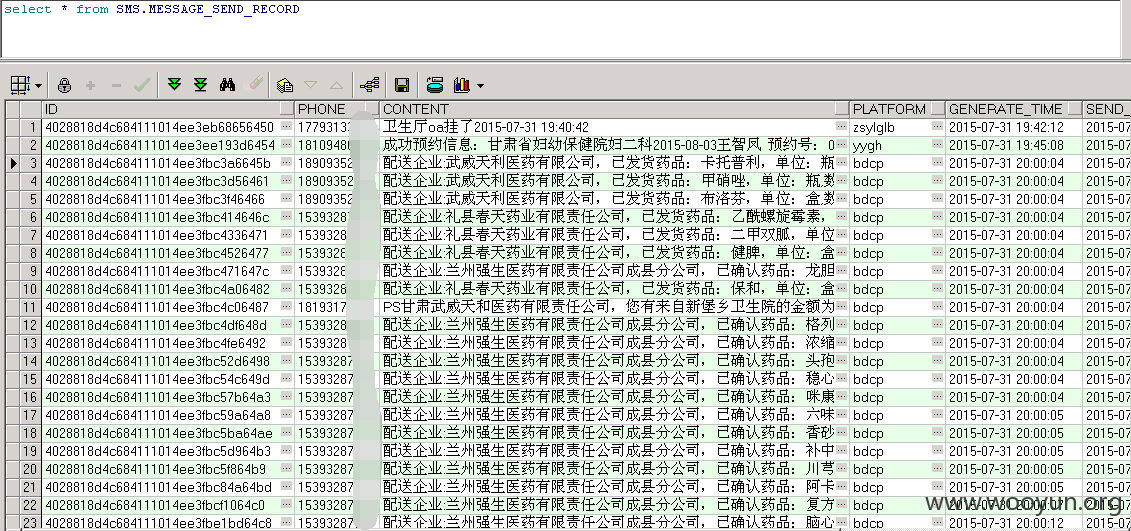 select * from SMS.MESSAGE_SEND_RECORD
ID PHONE CONTENT PLATFORM GENERATE_TIME SEND_
1 4028818d4c684111014ee3eb68656450 1779313 卫生厅oa挂了2015-07-31 19:40:42 zsylglb 2015-07-31 19:42:12 2015-07
2 4028818d4c684111014ee3ee193d6454 1810948 成功预约信息：甘肃省妇幼保健院妇二科2015-08-03王智凤，预约号：0 yygh 2015-07-31 19:45:08 2015-07
3 4028818d4c684111014ee3fbc3a6645b 18909352 配送企业:武威天利医药有限公司，已发货药品：卡托普利，单位：瓶 bdcp 2015-07-31 20:00:04 2015-07
4 4028818d4c684111014ee3fbc3d56461 18909352 配送企业:武威天利医药有限公司，已发货药品：甲硝唑，单位：瓶,数 bdcp 2015-07-31 20:00:04 2015-07
5 4028818d4c684111014ee3fbc3f46466 18909352 配送企业:武威天利医药有限公司，已发货药品：布洛芬，单位：盒,数 bdcp 2015-07-31 20:00:04 2015-07
6 4028818d4c684111014ee3fbc414646c 15393287 配送企业:礼县春天药业有限责任公司，已发货药品：乙酰螺旋霉素， bdcp 2015-07-31 20:00:04 2015-07
7 4028818d4c684111014ee3fbc4336471 1539328 配送企业:礼县春天药业有限责任公司，已发货药品：二甲双胍，单位 bdcp 2015-07-31 20:00:04 2015-07
8 4028818d4c684111014ee3fbc4526477 1539328 配送企业:礼县春天药业有限责任公司，已发货药品：健脾，单位：盒 bdcp 2015-07-31 20:00:04 2015-07
9 4028818d4c684111014ee3fbc471647c 1539328 配送企业:兰州强生医药有限责任公司成县分公司，已确认药品：龙胆 bdcp 2015-07-31 20:00:04 2015-07
10 4028818d4c684111014ee3fbc4a06482 1539328 配送企业:礼县春天药业有限责任公司，已发货药品：保和，单位：盒 bdcp 2015-07-31 20:00:04 2015-07
11 4028818d4c684111014ee3fbc4c06487 1819317 PS甘肃武威天和医药有限责任公司，您有来自新堡乡卫生院的金额为 bdcp 2015-07-31 20:00:04 2015-07
12 4028818d4c684111014ee3fbc4df648d 1539328 配送企业:兰州强生医药有限责任公司成县分公司，已确认药品：格列 bdcp 2015-07-31 20:00:04 2015-07
13 4028818d4c684111014ee3fbc4fe6492 1539328 配送企业:兰州强生医药有限责任公司成县分公司，已确认药品：浓缩 bdcp 2015-07-31 20:00:04 2015-07
14 4028818d4c684111014ee3fbc52d6498 15393287 配送企业:兰州强生医药有限责任公司成县分公司，已确认药品：头孢 bdcp 2015-07-31 20:00:04 2015-07
15 4028818d4c684111014ee3fbc54c649d 15393287 配送企业:兰州强生医药有限责任公司成县分公司，已确认药品：稳心 bdcp 2015-07-31 20:00:04 2015-07
16 4028818d4c684111014ee3fbc57b64a3 15393287 配送企业:兰州强生医药有限责任公司成县分公司，已确认药品：咪康 bdcp 2015-07-31 20:00:04 2015-07
17 4028818d4c684111014ee3fbc59a64a8 15393287 配送企业:兰州强生医药有限责任公司成县分公司，已确认药品：六味 bdcp 2015-07-31 20:00:05 2015-07
18 4028818d4c684111014ee3fbc5ba64ae 15393287 配送企业:兰州强生医药有限责任公司成县分公司，已确认药品：香砂 bdcp 2015-07-31 20:00:05 2015-07
19 4028818d4c684111014ee3fbc5d964b3 15393287 配送企业:兰州强生医药有限责任公司成县分公司，已确认药品：补中 bdcp 2015-07-31 20:00:05 2015-07
20 4028818d4c684111014ee3fbc5f864b9 15393287 配送企业:兰州强生医药有限责任公司成县分公司，已确认药品：川芎 bdcp 2015-07-31 20:00:05 2015-07
21 4028818d4c684111014ee3fbc84a64bd 15393287 配送企业:兰州强生医药有限责任公司成县分公司，已确认药品：阿卡 bdcp 2015-07-31 20:00:05 2015-07
22 4028818d4c684111014ee3fbcf1064c0 15393287 配送企业:兰州强生医药有限责任公司成县分公司，已确认药品：复方 bdcp
23 4028818d4c684111014ee3fbe1bd64c8 15393287 配送企业:兰州强生医药有限责任公司成县分公司，已确认药品：脑心 bdcp
www.wooyun.org